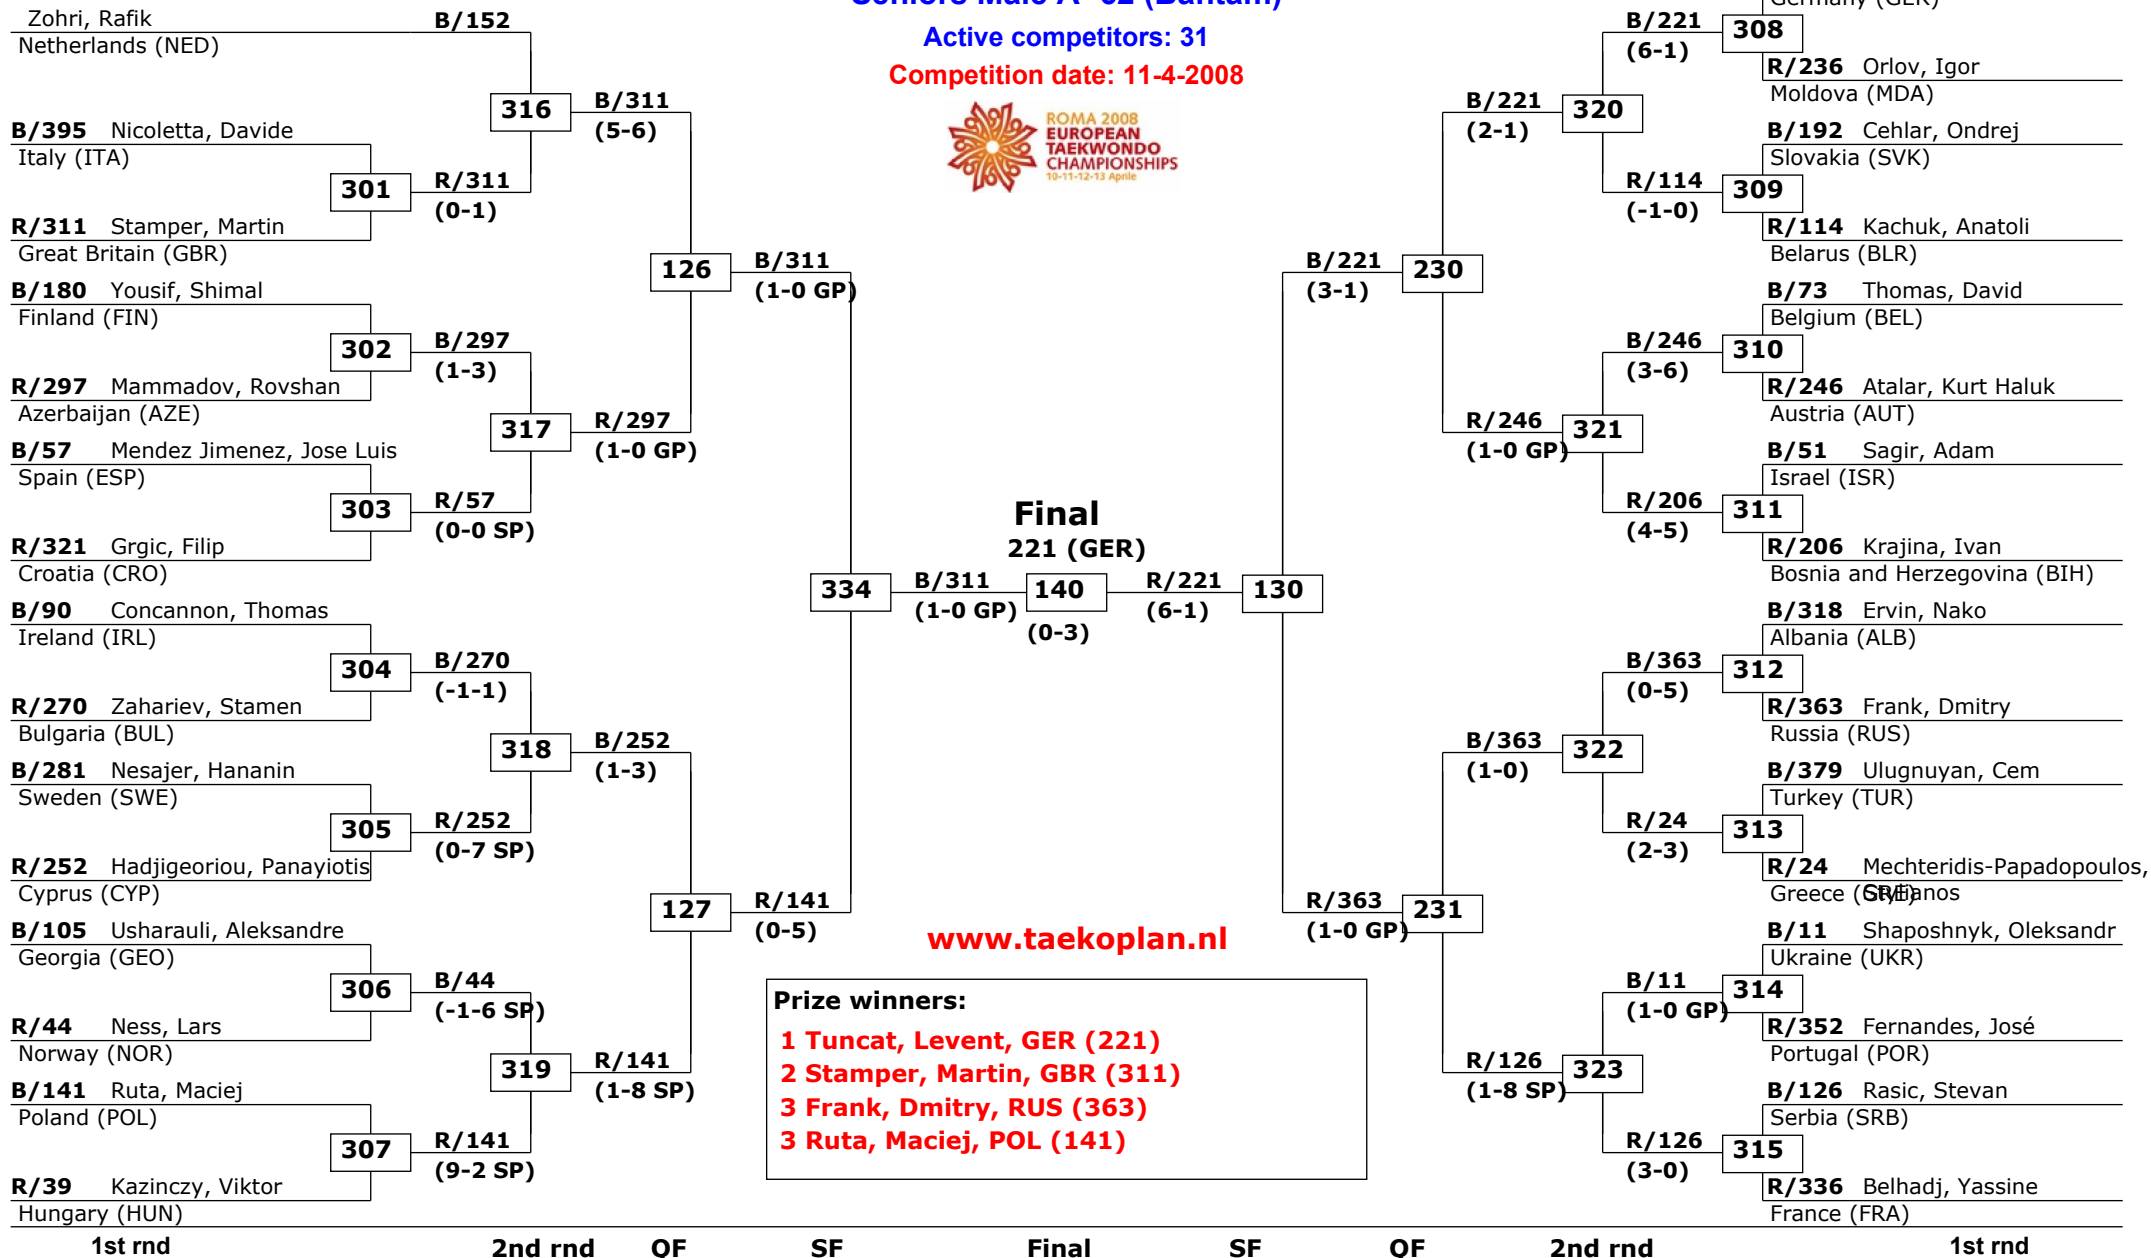 Zohri, Rafik
B/152
Netherlands (NED)
B/395 Nicoletta, Davide
Italy (ITA)
R/311 Stamper, Martin
Great Britain (GBR)
B/180 Yousif, Shimal
Finland (FIN)
R/297 Mammadov, Rovshan
Azerbaijan (AZE)
B/57 Mendez Jimenez, Jose Luis
Spain (ESP)
R/321 Grgic, Filip
Croatia (CRO)
B/90 Concannon, Thomas
Ireland (IRL)
R/270 Zahariev, Stamen
Bulgaria (BUL)
B/281 Nesajer, Hananin
Sweden (SWE)
R/252 Hadjigeoriou, Panayiotis
Cyprus (CYP)
B/105 Usharauli, Aleksandre
Georgia (GEO)
R/44 Ness, Lars
Norway (NOR)
B/141 Ruta, Maciej
Poland (POL)
R/39 Kazinczy, Viktor
Hungary (HUN)
301
R/311
(0-1)
302
B/297
(1-3)
303
R/57
(0-0 SP)
304
B/270
(-1-1)
305
R/252
(0-7 SP)
306
B/44
(-1-6 SP)
307
R/141
(9-2 SP)
316
B/311
(5-6)
317
R/297
(1-0 GP)
318
B/252
(1-3)
319
R/141
(1-8 SP)
126
B/311
(1-0 GP)
127
R/141
(0-5)
334
B/311
(1-0 GP)
Seniors Male A -62 (Bantam)
Active competitors: 31
Competition date: 11-4-2008
ROMA 2008
EUROPEAN
TAEKWONDO
CHAMPIONSHIPS
10-11-12-13 Aprile
Final
221 (GER)
140
(0-3)
R/221
(6-1)
130
www.taekoplan.nl
Prize winners:
1 Tuncat, Levent, GER (221)
2 Stamper, Martin, GBR (311)
3 Frank, Dmitry, RUS (363)
3 Ruta, Maciej, POL (141)
B/221
(3-1)
230
R/363
(1-0 GP)
231
B/221
(2-1)
320
R/246
(1-0 GP)
321
B/363
(1-0)
322
R/126
(1-8 SP)
323
B/221
(6-1)
308
R/114
(-1-0)
309
B/246
(3-6)
310
R/206
(4-5)
311
B/363
(0-5)
312
R/24
(2-3)
313
B/11
(1-0 GP)
314
R/126
(3-0)
315
Germany (GER)
R/236 Orlov, Igor
Moldova (MDA)
B/192 Cehlar, Ondrej
Slovakia (SVK)
R/114 Kachuk, Anatoli
Belarus (BLR)
B/73 Thomas, David
Belgium (BEL)
R/246 Atalar, Kurt Haluk
Austria (AUT)
B/51 Sagir, Adam
Israel (ISR)
R/206 Krajina, Ivan
Bosnia and Herzegovina (BIH)
B/318 Ervin, Nako
Albania (ALB)
R/363 Frank, Dmitry
Russia (RUS)
B/379 Ulugnuyan, Cem
Turkey (TUR)
R/24 Mechteridis-Papadopoulos,
Stylianos
Greece (GRE)
B/11 Shaposhnyk, Oleksandr
Ukraine (UKR)
R/352 Fernandes, José
Portugal (POR)
B/126 Rasic, Stevan
Serbia (SRB)
R/336 Belhadj, Yassine
France (FRA)
1st rnd 2nd rnd QF SF Final SF QF 2nd rnd 1st rnd